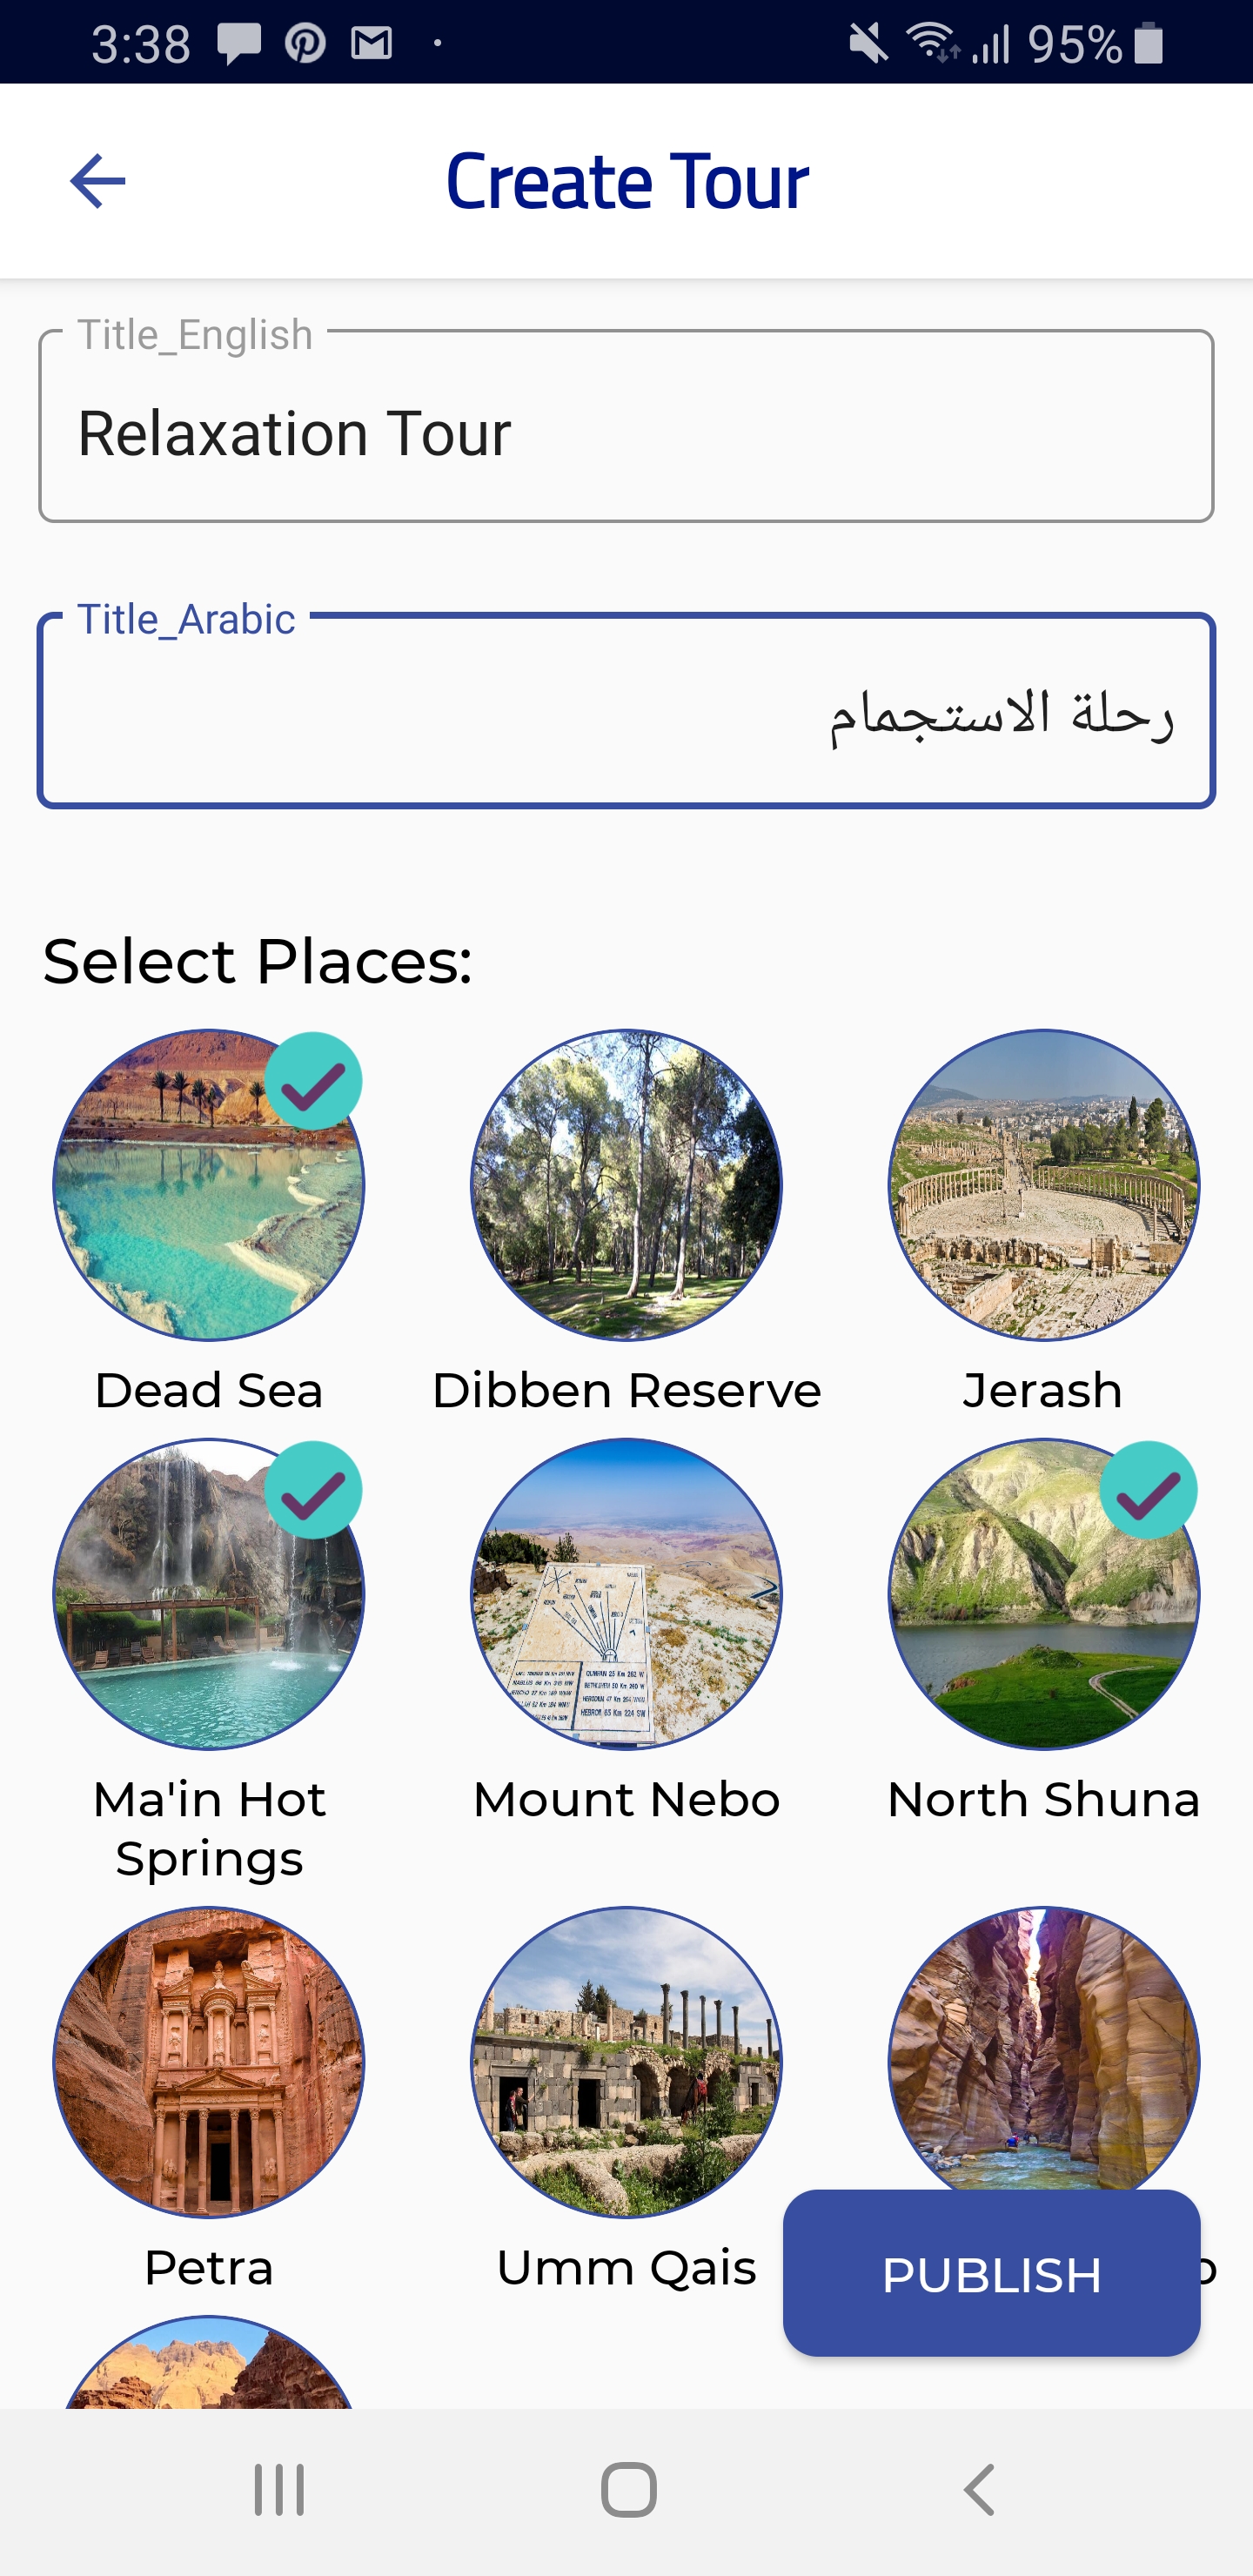 3:38
95%
Create Tour
Title_English
Relaxation Tour
Title_Arabic
رحلة الاستجمام
Select Places:
Dead Sea
Dibben Reserve
Jerash
Ma'in Hot
Springs
Mount Nebo
North Shuna
Petra
Umm Qais
PUBLISH